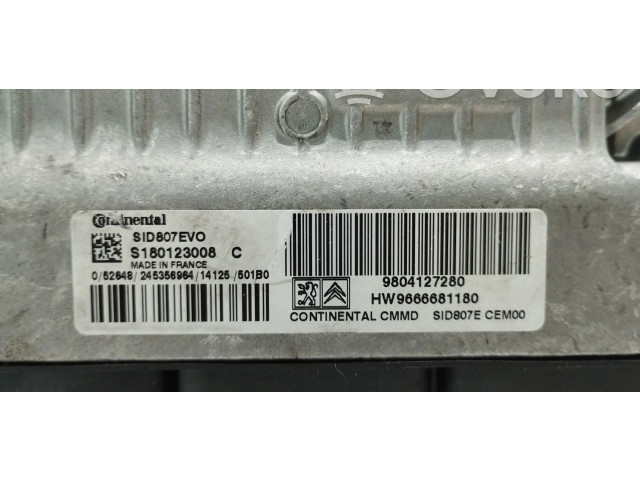 Continental
SID807EVO
S180123008 C
MADE IN FRANCE
0/52648/245356964/14125/501B0
9804127280
HW9666681180
CONTINENTAL CMMD SID807E CEM00